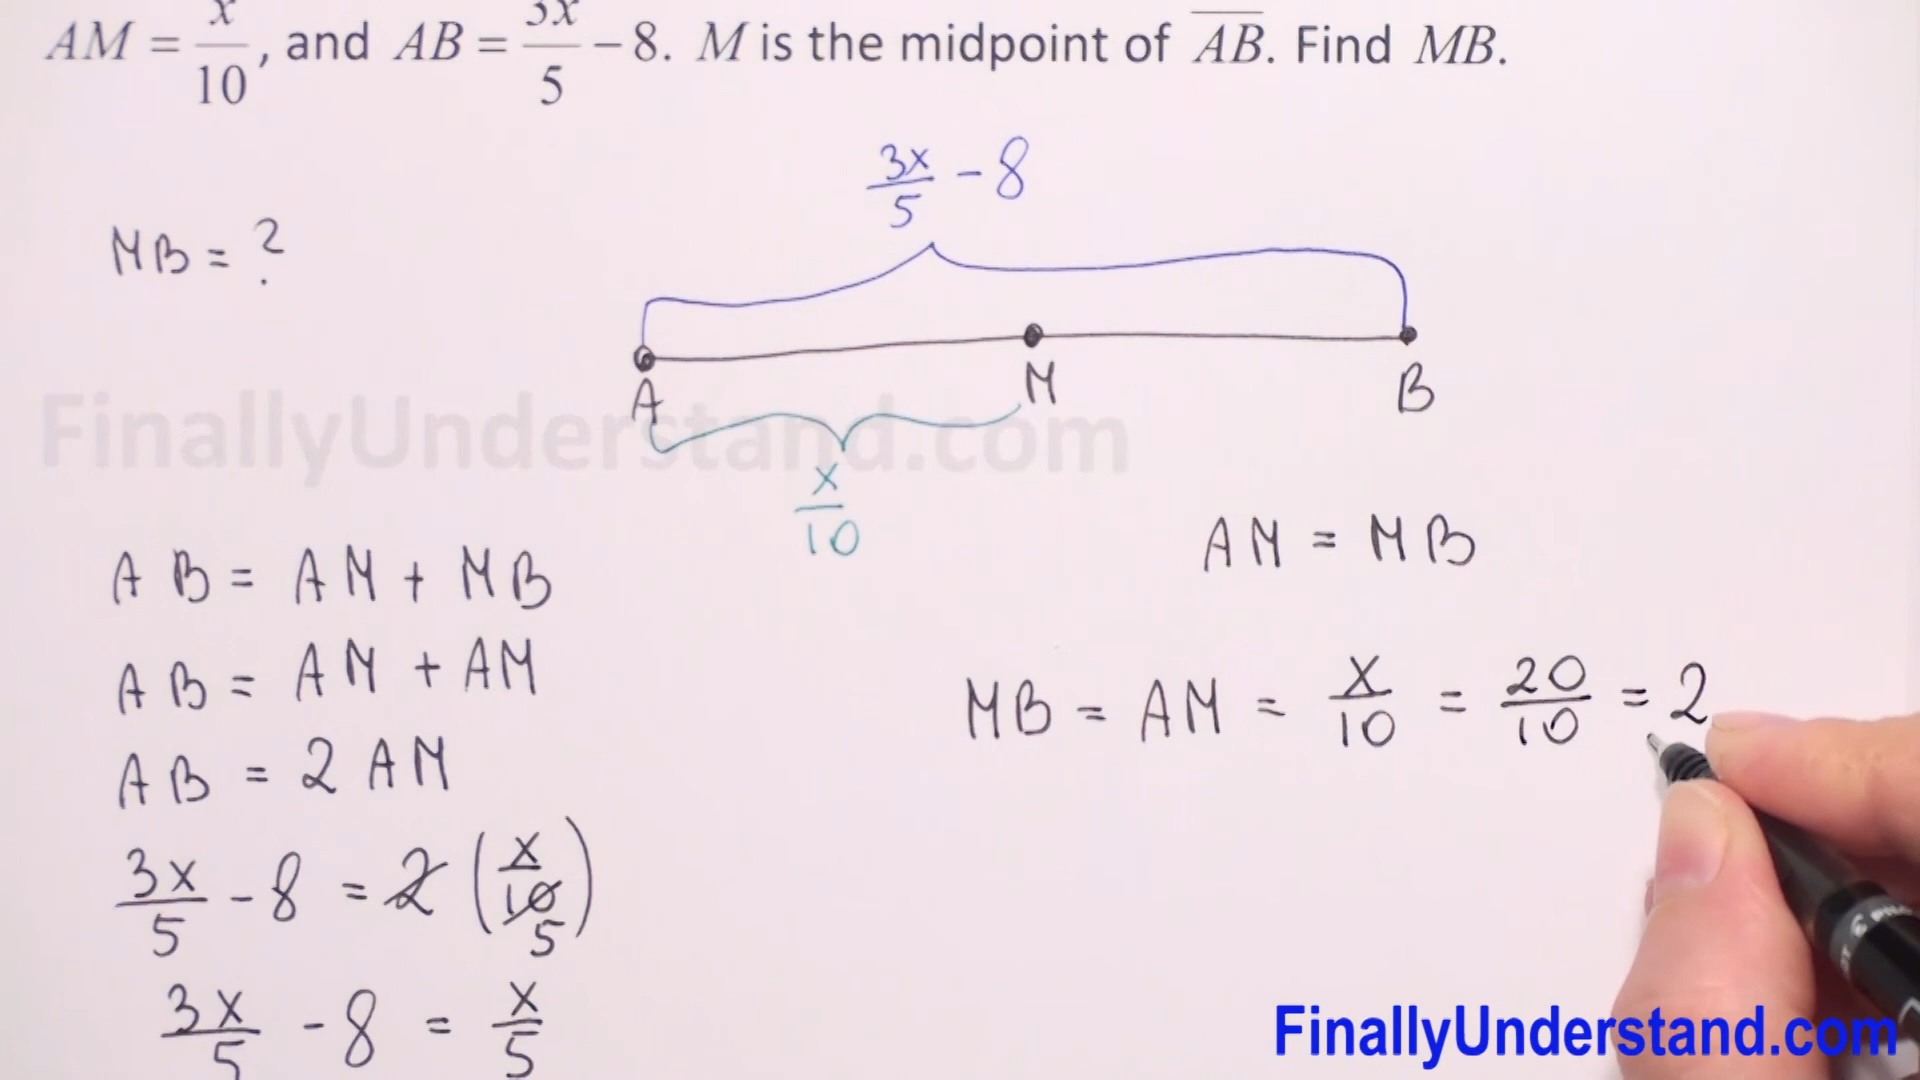 AM = x/10, and AB = 3x/5 − 8. M is the midpoint of AB. Find MB.
3x/5 - 8
MB = ?
A M B
FinallyUnderstand.com
x/10
AM = MB
AB = AM + MB
AB = AM + AM
MB = AM = x/10 = 20/10 = 2
AB = 2 AM
3x/5 - 8 = 2 (x/10)
5
3x/5 - 8 = x/5
PILOT
FinallyUnderstand.com